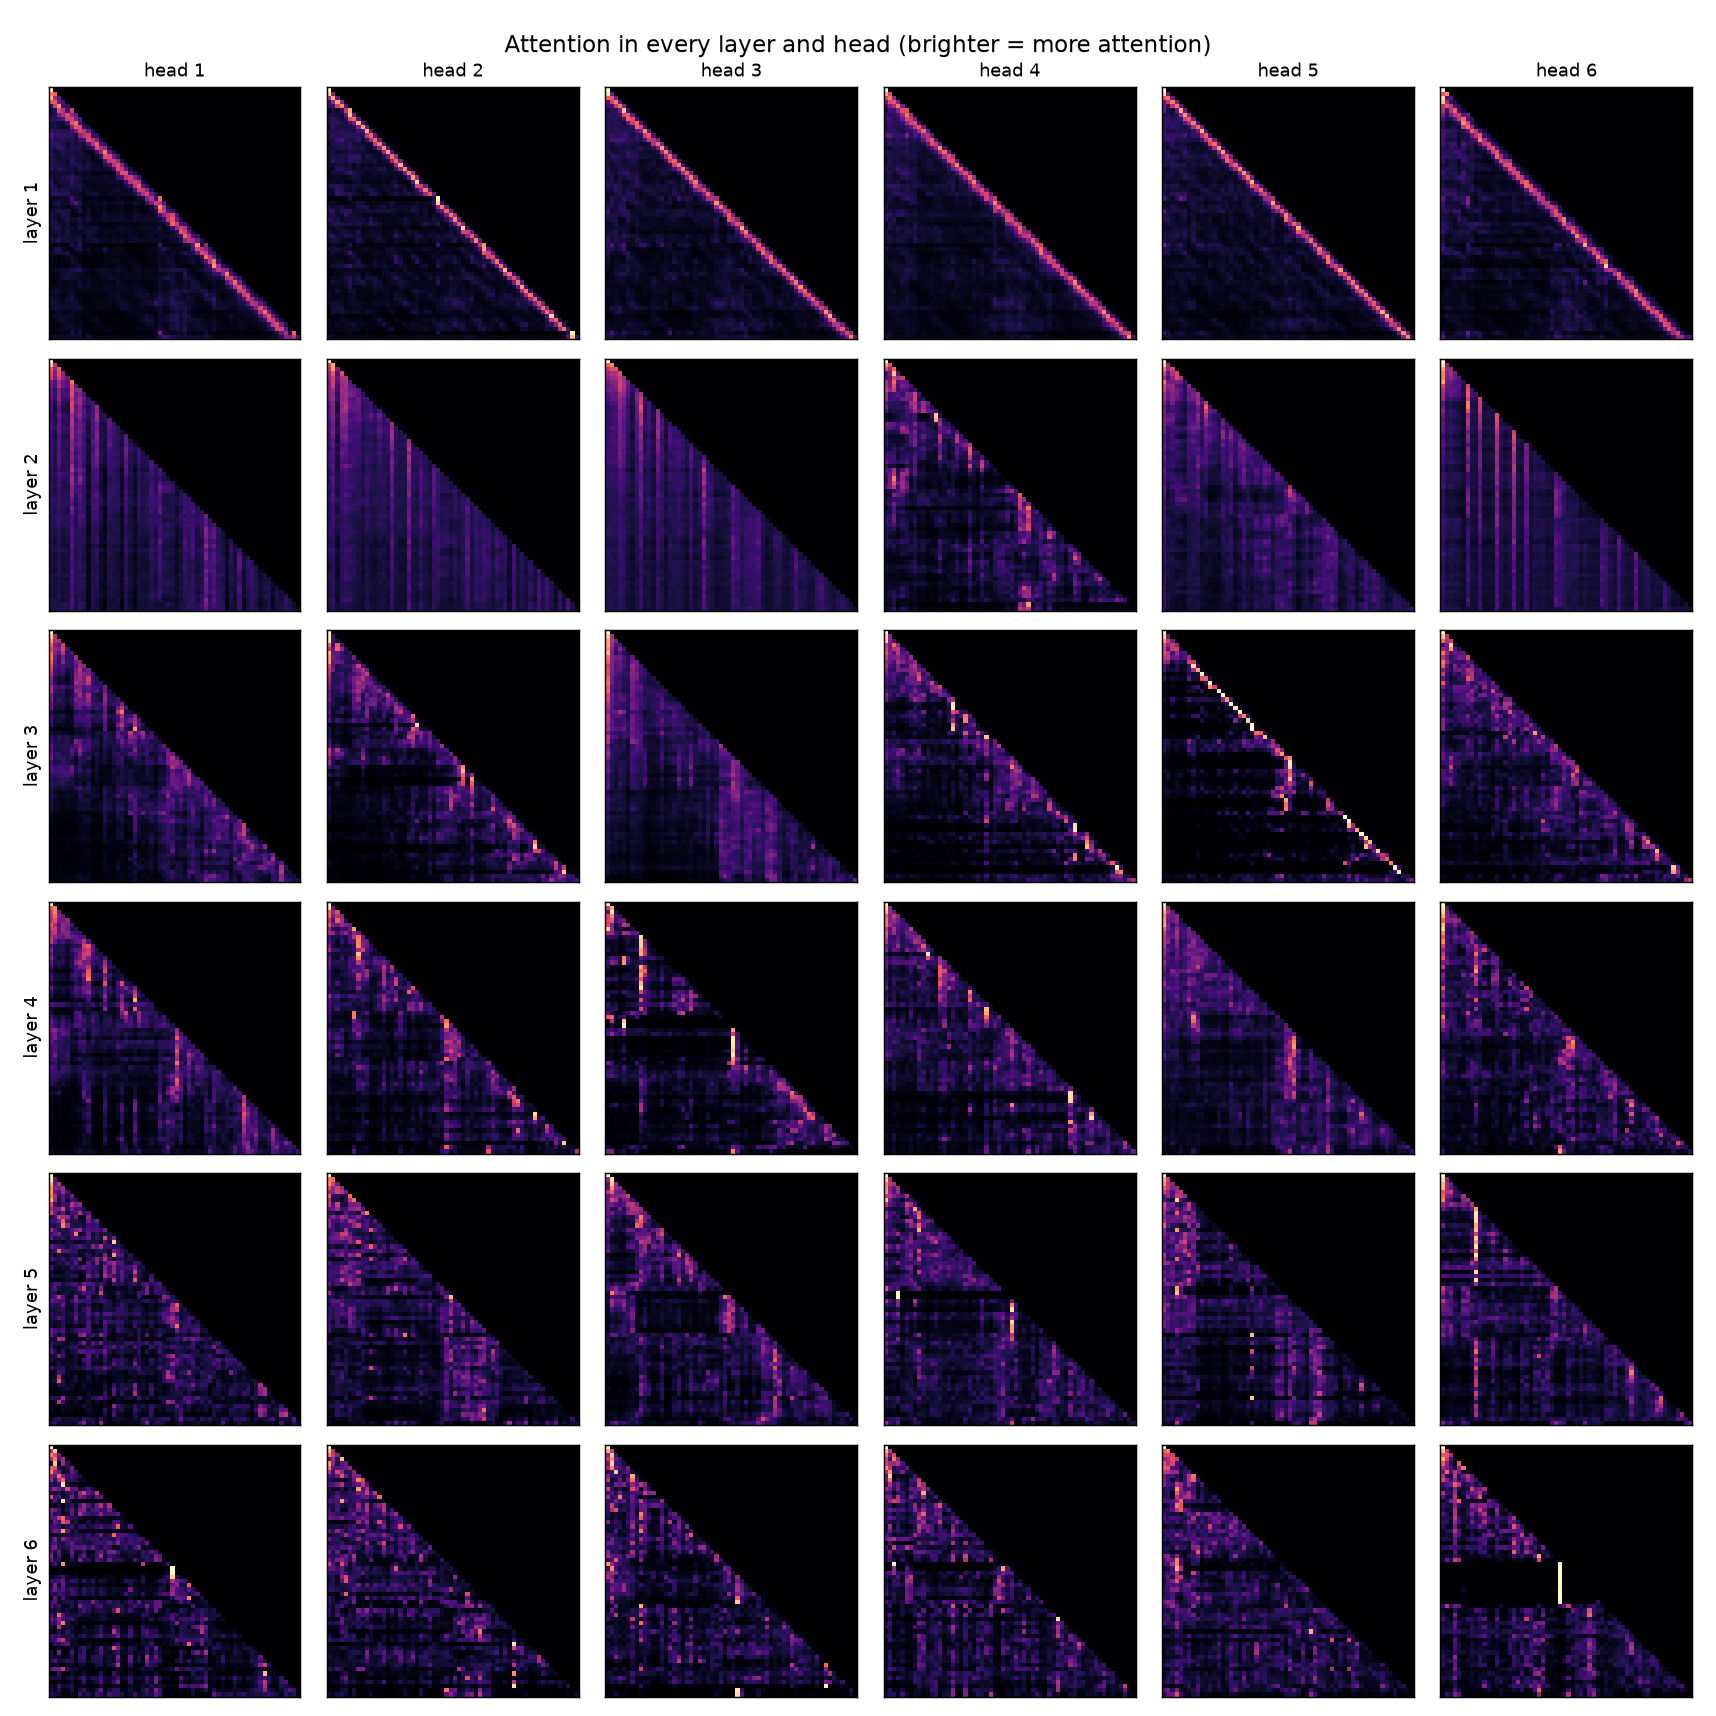 Attention in every layer and head (brighter = more attention)
head 1 head 2 head 3 head 4 head 5 head 6
layer 1
layer 2
layer 3
layer 4
layer 5
layer 6